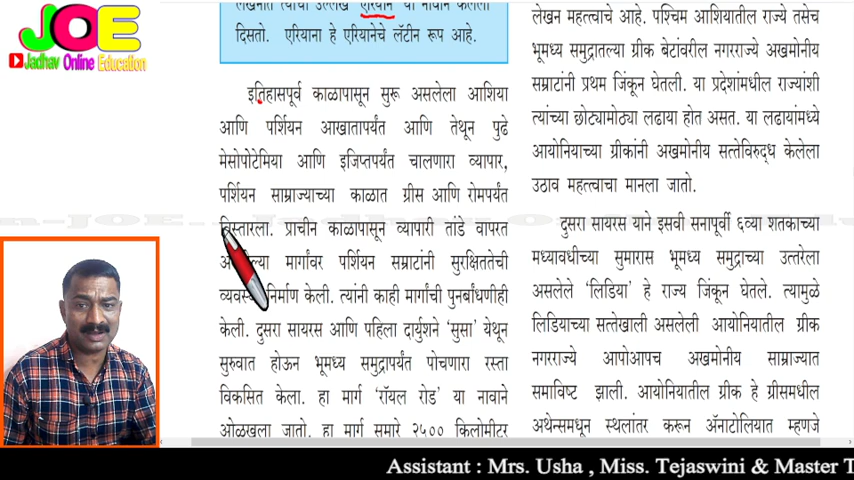 JOE
Jadhav Online Education
लेखनात त्यांचा उल्लेख एरियान या नावाने केलेला
दिसतो. एरियाना हे एरियानेचे लॅटीन रूप आहे.
इतिहासपूर्व काळापासून सुरू असलेला आशिया
आणि पर्शियन आखातापर्यंत आणि तेथून पुढे
मेसोपोटेमिया आणि इजिप्तपर्यंत चालणारा व्यापार,
पर्शियन साम्राज्याच्या काळात ग्रीस आणि रोमपर्यंत
विस्तारला. प्राचीन काळापासून व्यापारी तांडे वापरत
मार्गांवर पर्शियन सम्राटांनी सुरक्षिततेची
निर्माण केली. त्यांनी काही मार्गांची पुनर्बांधणीही
केली. दुसरा सायरस आणि पहिला दार्युशने 'सुसा' येथून
सुरुवात होऊन भूमध्य समुद्रापर्यंत पोचणारा रस्ता
विकसित केला. हा मार्ग 'रॉयल रोड' या नावाने
ओळखला जातो. हा मार्ग सुमारे २५०० किलोमीटर
लेखन महत्त्वाचे आहे. पश्चिम आशियातील राज्ये तसेच
भूमध्य समुद्रातल्या ग्रीक बेटांवरील नगरराज्ये अखमोनीय
सम्राटांनी प्रथम जिंकून घेतली. या प्रदेशांमधील राज्यांशी
त्यांच्या छोट्यामोठ्या लढाया होत असत. या लढायांमध्ये
आयोनियाच्या ग्रीकांनी अखमोनीय सत्तेविरुद्ध केलेला
उठाव महत्वाचा मानला जातो.
दुसरा सायरस याने इसवी सनापूर्वी ६व्या शतकाच्या
मध्यावधीच्या सुमारास भूमध्य समुद्राच्या उत्तरेला
असलेले 'लिडिया' हे राज्य जिंकून घेतले. त्यामुळे
लिडियाच्या सत्तेखाली असलेली आयोनियातील ग्रीक
नगरराज्ये आपोआपच अखमोनीय साम्राज्यात
समाविष्ट झाली. आयोनियातील ग्रीक हे ग्रीसमधील
अथेन्समधून स्थलांतर करून ॲनाटोलियात म्हणजे
Assistant : Mrs. Usha , Miss. Tejaswini & Master T